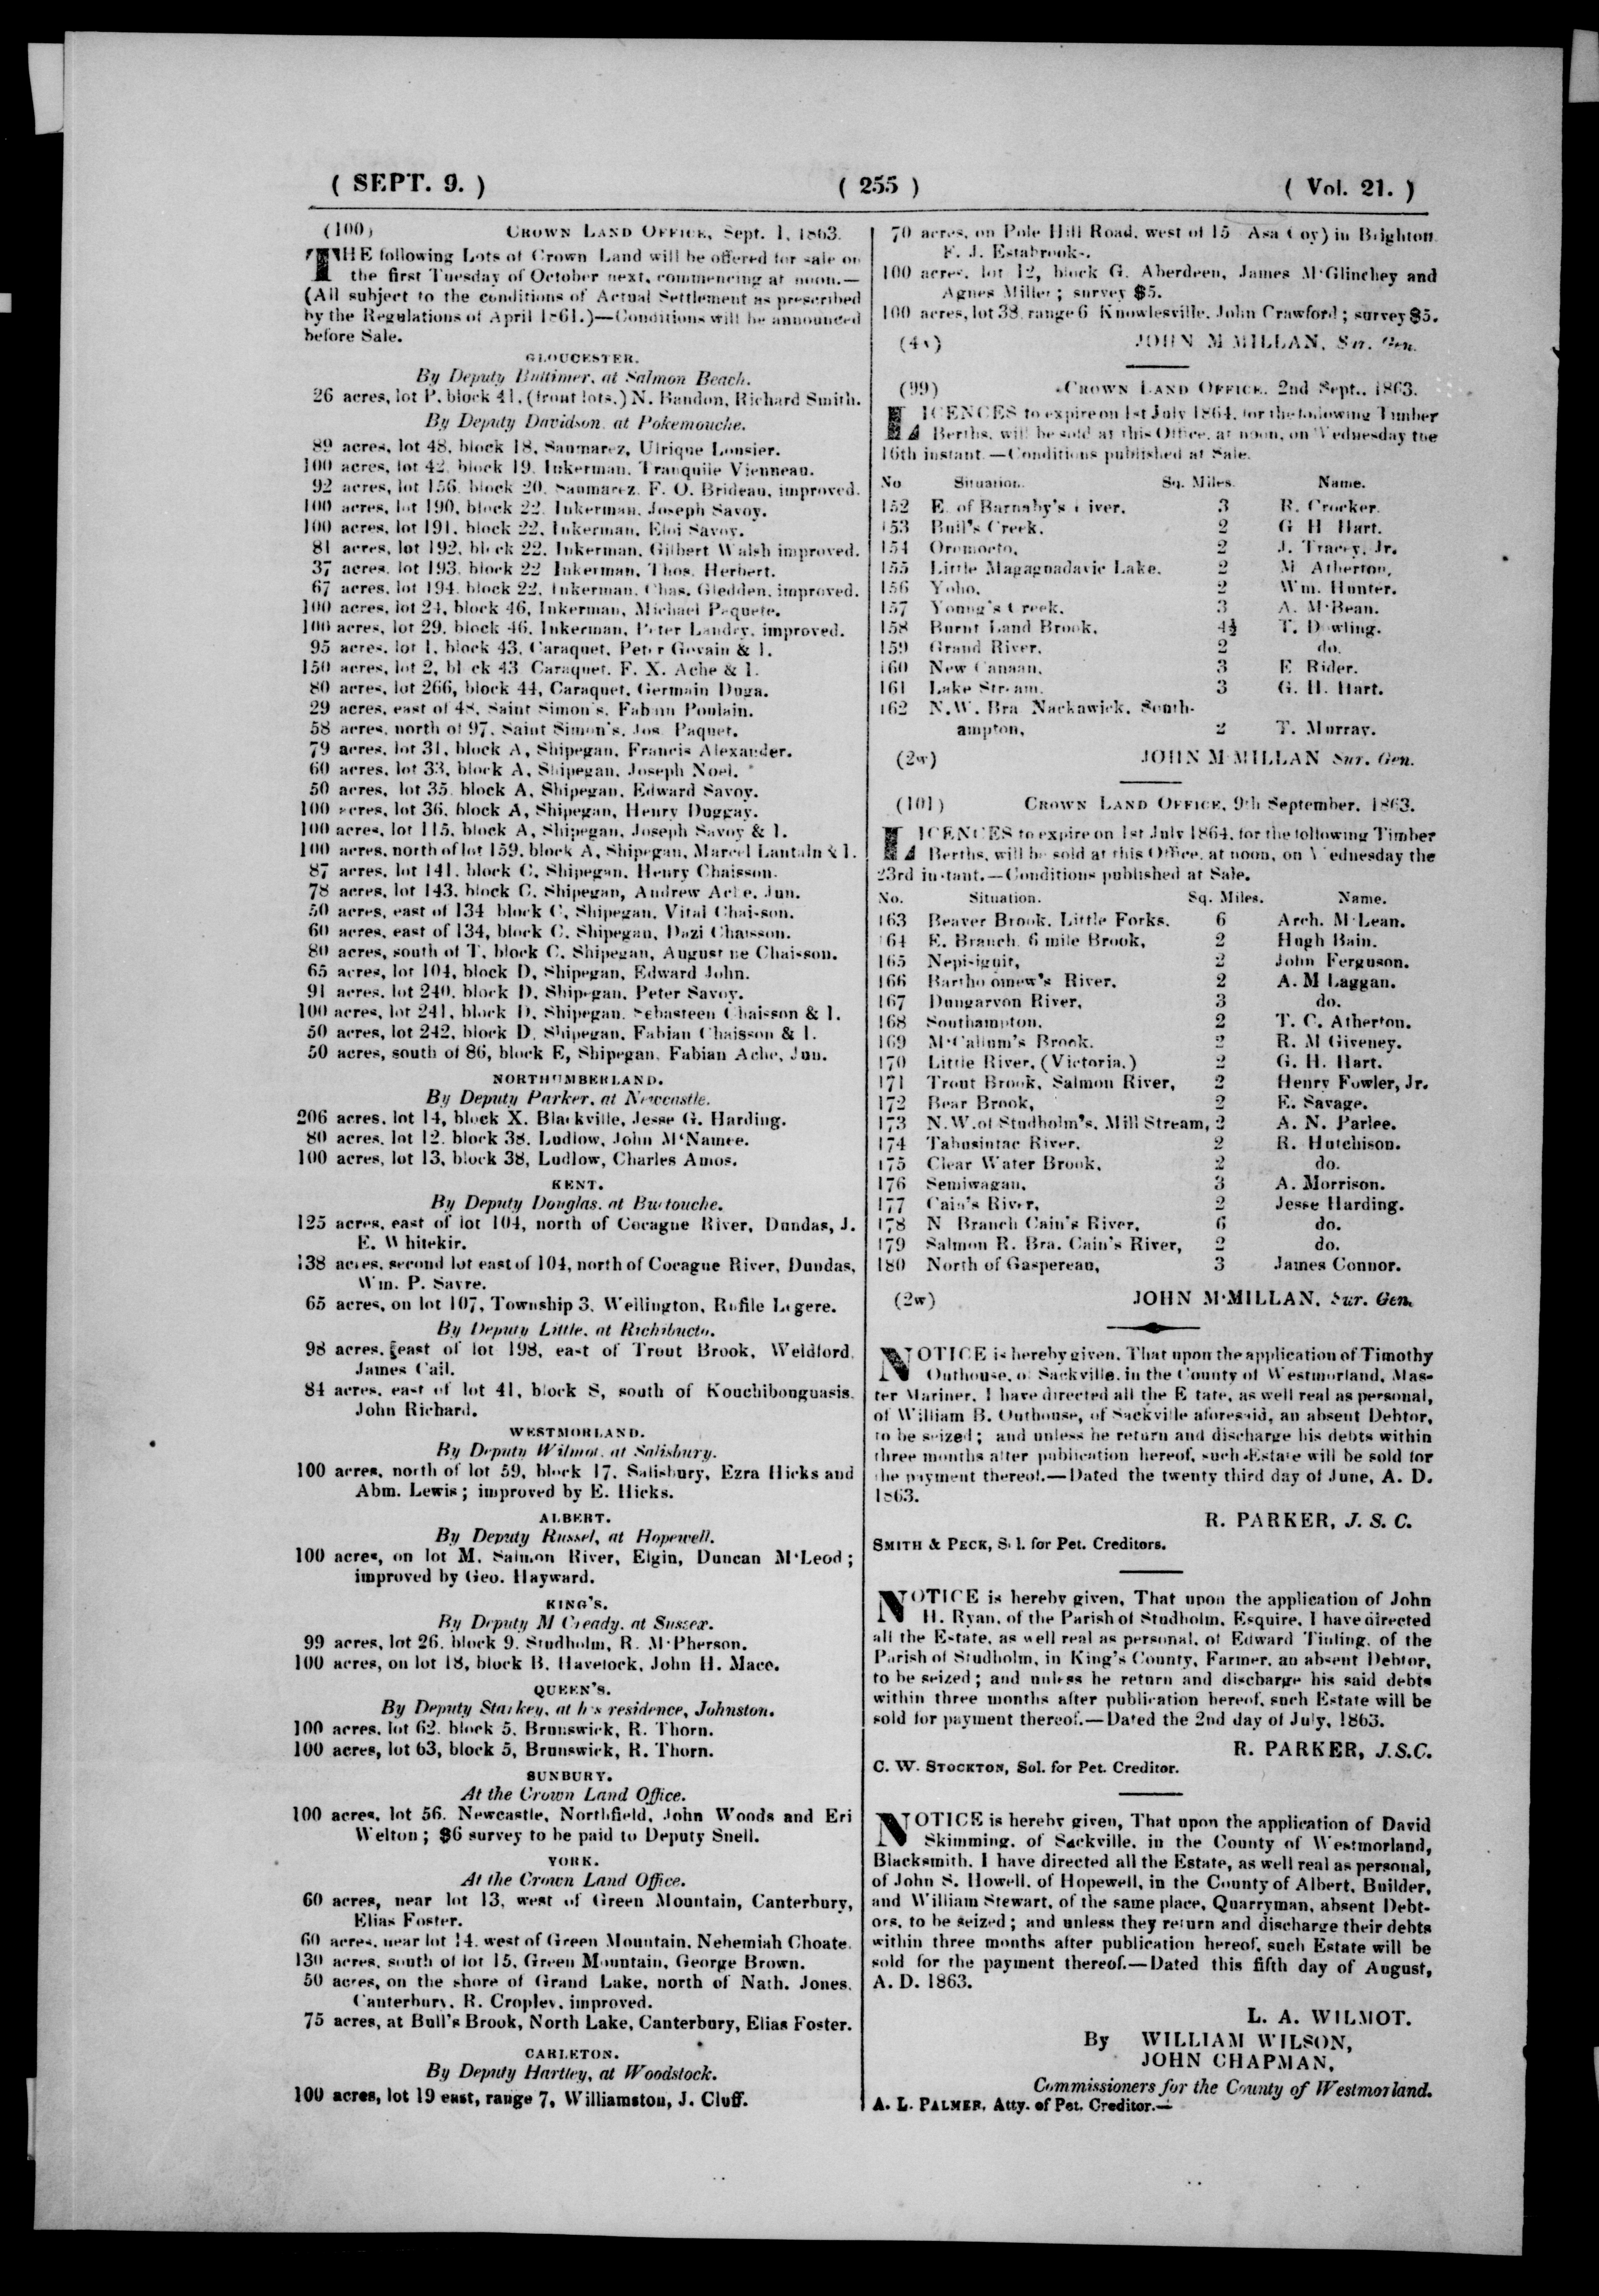 ( SEPT. 9. )
( 255 )
( Vol. 21. )
(100) CROWN LAND OFFICE, Sept. 1, 1863.
THE following Lots of Crown Land will be offered for sale on
the first Tuesday of October next, commencing at noon.—
(All subject to the conditions of Actual Settlement as prescribed
by the Regulations of April 1861.)—Conditions will be announced
before Sale.
GLOUCESTER.
By Deputy Buttimer, at Salmon Beach.
26 acres, lot P, block 41, (front lots,) N. Bandon, Richard Smith.
By Deputy Davidson, at Pokemouche.
89 acres, lot 48, block 18, Saumarez, Ulrique Lousier.
100 acres, lot 42, block 19, Inkerman, Tranquile Vienneau.
92 acres, lot 156, block 20, Saumarez, F. O. Brideau, improved.
100 acres, lot 190, block 22, Inkerman, Joseph Savoy.
100 acres, lot 191, block 22, Inkerman, Eloi Savoy.
81 acres, lot 192, block 22, Inkerman, Gilbert Walsh improved.
37 acres, lot 193, block 22 Inkerman, Thos. Herbert.
67 acres, lot 194, block 22, Inkerman, Chas. Gledden, improved.
100 acres, lot 24, block 46, Inkerman, Michael Paquete.
100 acres, lot 29, block 46, Inkerman, Peter Landry, improved.
95 acres, lot 1, block 43, Caraquet, Peter Govain & 1.
150 acres, lot 2, block 43 Caraquet, F. X. Ache & 1.
80 acres, lot 266, block 44, Caraquet, Germain Duga.
29 acres, east of 48, Saint Simon's, Fabian Poulain.
58 acres, north of 97, Saint Simon's, Jos. Paquet.
79 acres, lot 31, block A, Shipegan, Francis Alexander.
60 acres, lot 33, block A, Shipegan, Joseph Noel.
50 acres, lot 35, block A, Shipegan, Edward Savoy.
100 acres, lot 36, block A, Shipegan, Henry Duggay.
100 acres, lot 115, block A, Shipegan, Joseph Savoy & 1.
100 acres, north of lot 159, block A, Shipegan, Marcel Lantaln & 1.
87 acres, lot 141, block C, Shipegan, Henry Chaisson.
78 acres, lot 143, block C, Shipegan, Andrew Ache, Jun.
50 acres, east of 134 block C, Shipegan, Vital Chaisson.
60 acres, east of 134, block C, Shipegan, Dazi Chaisson.
80 acres, south of T, block C, Shipegan, Augustine Chaisson.
65 acres, lot 104, block D, Shipegan, Edward John.
91 acres, lot 240, block D, Shipegan, Peter Savoy.
100 acres, lot 241, block D, Shipegan, Sebasteen Chaisson & 1.
50 acres, lot 242, block D, Shipegan, Fabian Chaisson & 1.
50 acres, south of 86, block E, Shipegan, Fabian Ache, Jun.
NORTHUMBERLAND.
By Deputy Parker, at Newcastle.
206 acres, lot 14, block X, Blackville, Jesse G. Harding.
80 acres, lot 12, block 38, Ludlow, John M'Namee.
100 acres, lot 13, block 38, Ludlow, Charles Amos.
KENT.
By Deputy Douglas, at Buctouche.
125 acres, east of lot 104, north of Cocagne River, Dundas, J.
E. Whitekir.
138 acres, second lot east of 104, north of Cocagne River, Dundas,
Wm. P. Sayre.
65 acres, on lot 107, Township 3, Wellington, Rufile Legere.
By Deputy Little, at Richibucto.
98 acres, east of lot 198, east of Trout Brook, Weldford,
James Cail.
84 acres, east of lot 41, block S, south of Kouchibouguasis,
John Richard.
WESTMORLAND.
By Deputy Wilmot, at Salisbury.
100 acres, north of lot 59, block 17, Salisbury, Ezra Hicks and
Abm. Lewis; improved by E. Hicks.
ALBERT.
By Deputy Russel, at Hopewell.
100 acres, on lot M, Salmon River, Elgin, Duncan M'Leod;
improved by Geo. Hayward.
KING'S.
By Deputy M'Cready, at Sussex.
99 acres, lot 26, block 9, Studholm, R. M'Pherson.
100 acres, on lot 18, block B, Havelock, John H. Mace.
QUEEN'S.
By Deputy Starkey, at his residence, Johnston.
100 acres, lot 62, block 5, Brunswick, R. Thorn.
100 acres, lot 63, block 5, Brunswick, R. Thorn.
SUNBURY.
At the Crown Land Office.
100 acres, lot 56, Newcastle, Northfield, John Woods and Eri
Welton; $6 survey to be paid to Deputy Snell.
YORK.
At the Crown Land Office.
60 acres, near lot 13, west of Green Mountain, Canterbury,
Elias Foster.
60 acres, near lot 14, west of Green Mountain, Nehemiah Choate.
130 acres, south of lot 15, Green Mountain, George Brown.
50 acres, on the shore of Grand Lake, north of Nath. Jones,
Canterbury, R. Cropley, improved.
75 acres, at Bull's Brook, North Lake, Canterbury, Elias Foster.
CARLETON.
By Deputy Hartley, at Woodstock.
100 acres, lot 19 east, range 7, Williamston, J. Cluff.
70 acres, on Pole Hill Road, west of 15 Asa Coy) in Brighton
F. J. Estabrooks.
100 acres, lot 12, block G, Aberdeen, James M'Glinchey and
Agnes Miller; survey $5.
100 acres, lot 38, range 6 Knowlesville, John Crawford; survey $5.
(4w) JOHN M'MILLAN, Sur. Gen.
(99) CROWN LAND OFFICE, 2nd Sept., 1863.
LICENCES to expire on 1st July 1864, for the following Timber
Berths, will be sold at this Office, at noon, on Wednesday the
16th instant.—Conditions published at Sale.
No Situation. Sq. Miles. Name.
152 E. of Barnaby's River. 3 R. Crocker.
153 Bull's Creek, 2 G H Hart.
154 Oromocto, 2 J. Tracey, Jr.
155 Little Magaguadavic Lake, 2 M Atherton,
156 Yoho, 2 Wm. Hunter.
157 Young's Creek, 3 A. M'Bean.
158 Burnt Land Brook, 4½ T. Dowling.
159 Grand River, 2 do.
160 New Canaan, 3 E Rider.
161 Lake Stream, 3 G. H. Hart.
162 N.W. Bra Nackawick, South-
ampton, 2 T. Murray.
(2w) JOHN M'MILLAN Sur. Gen.
(101) CROWN LAND OFFICE, 9th September, 1863.
LICENCES to expire on 1st July 1864, for the following Timber
Berths, will be sold at this Office, at noon, on Wednesday the
23rd instant.—Conditions published at Sale.
No. Situation. Sq. Miles. Name.
163 Beaver Brook, Little Forks, 6 Arch. M'Lean.
164 E. Branch 6 mile Brook, 2 Hugh Bain.
165 Nepisiguit, 2 John Ferguson.
166 Bartholomew's River, 2 A. M Laggan.
167 Dungarvon River, 3 do.
168 Southampton, 2 T. C. Atherton.
169 M'Callum's Brook, 2 R. M Giveney.
170 Little River, (Victoria,) 2 G. H. Hart.
171 Trout Brook, Salmon River, 2 Henry Fowler, Jr.
172 Bear Brook, 2 E. Savage.
173 N.W. of Studholm's, Mill Stream, 2 A. N. Parlee.
174 Tabusintac River, 2 R. Hutchison.
175 Clear Water Brook, 2 do.
176 Semiwagan, 3 A. Morrison.
177 Cain's River, 2 Jesse Harding.
178 N Branch Cain's River, 6 do.
179 Salmon R. Bra. Cain's River, 2 do.
180 North of Gaspereau, 3 James Connor.
(2w) JOHN M'MILLAN, Sur. Gen.
NOTICE is hereby given, That upon the application of Timothy
Outhouse, of Sackville, in the County of Westmorland, Mas-
ter Mariner, I have directed all the E tate, as well real as personal,
of William B. Outhouse, of Sackville aforesaid, an absent Debtor,
to be seized; and unless he return and discharge his debts within
three months after publication hereof, such Estate will be sold for
the payment thereof.—Dated the twenty third day of June, A. D.
1863.
R. PARKER, J. S. C.
SMITH & PECK, S l. for Pet. Creditors.
NOTICE is hereby given, That upon the application of John
H. Ryan, of the Parish of Studholm, Esquire, I have directed
all the Estate, as well real as personal, of Edward Tinling, of the
Parish of Studholm, in King's County, Farmer, an absent Debtor,
to be seized; and unless he return and discharge his said debts
within three months after publication hereof, such Estate will be
sold for payment thereof.—Dated the 2nd day of July, 1863.
R. PARKER, J.S.C.
C. W. STOCKTON, Sol. for Pet. Creditor.
NOTICE is hereby given, That upon the application of David
Skimming, of Sackville, in the County of Westmorland,
Blacksmith, I have directed all the Estate, as well real as personal,
of John S. Howell, of Hopewell, in the County of Albert, Builder,
and William Stewart, of the same place, Quarryman, absent Debt-
ors, to be seized; and unless they return and discharge their debts
within three months after publication hereof, such Estate will be
sold for the payment thereof.—Dated this fifth day of August,
A. D. 1863.
L. A. WILMOT.
By WILLIAM WILSON,
JOHN CHAPMAN,
Commissioners for the County of Westmorland.
A. L. PALMER, Atty. of Pet. Creditor.—